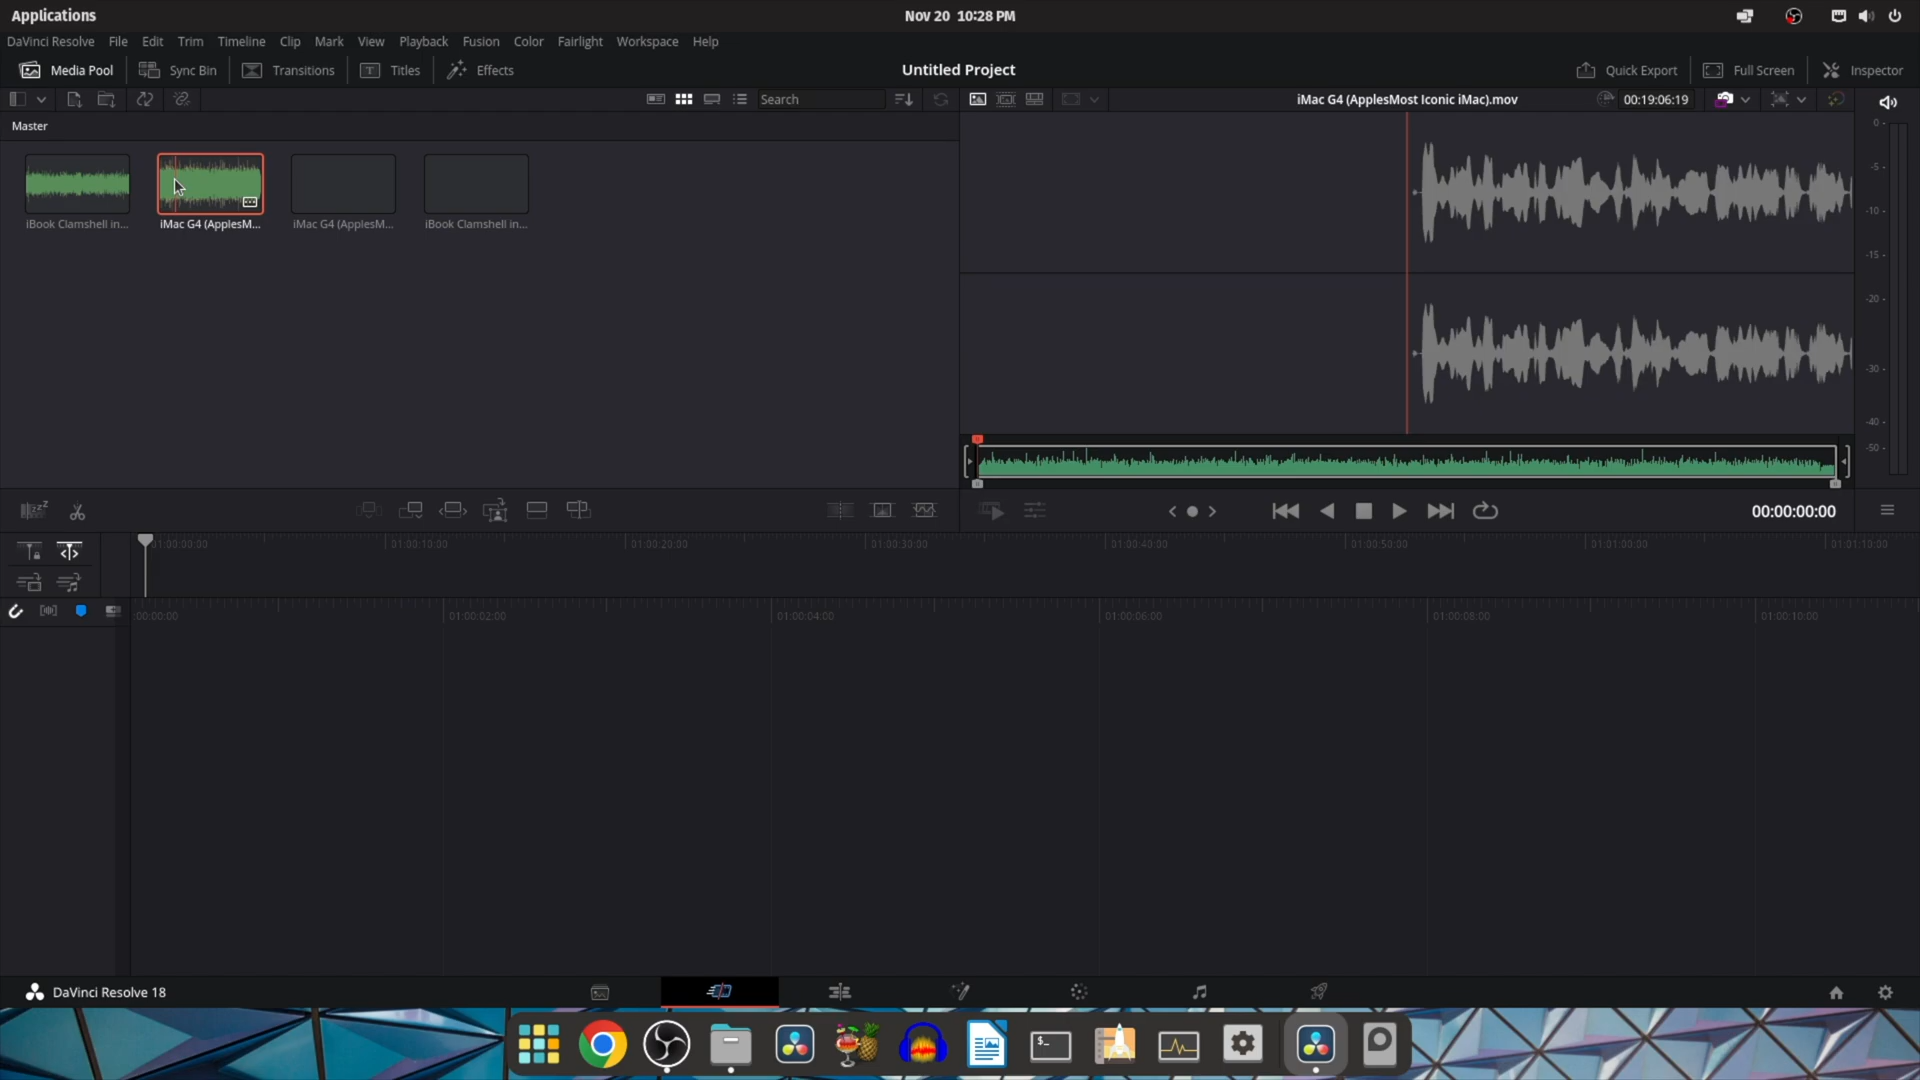 Applications
Nov 20 10:28 PM
DaVinci Resolve File Edit Trim Timeline Clip Mark View Playback Fusion Color Fairlight Workspace Help
Media Pool Sync Bin Transitions Titles Effects Untitled Project Quick Export Full Screen Inspector
Search iMac G4 (ApplesMost Iconic iMac).mov 00:19:06:19
Master
iBook Clamshell in... iMac G4 (ApplesM... iMac G4 (ApplesM... iBook Clamshell in...
0 -
-5 -
-10 -
-15 -
-20 -
-30 -
-40 -
-50 -
00:00:00:00
01:00:00:00 01:00:10:00 01:00:20:00 01:00:30:00 01:00:40:00 01:00:50:00 01:01:00:00 01:01:10:00
:00:00:00 01:00:02:00 01:00:04:00 01:00:06:00 01:00:08:00 01:00:10:00
DaVinci Resolve 18